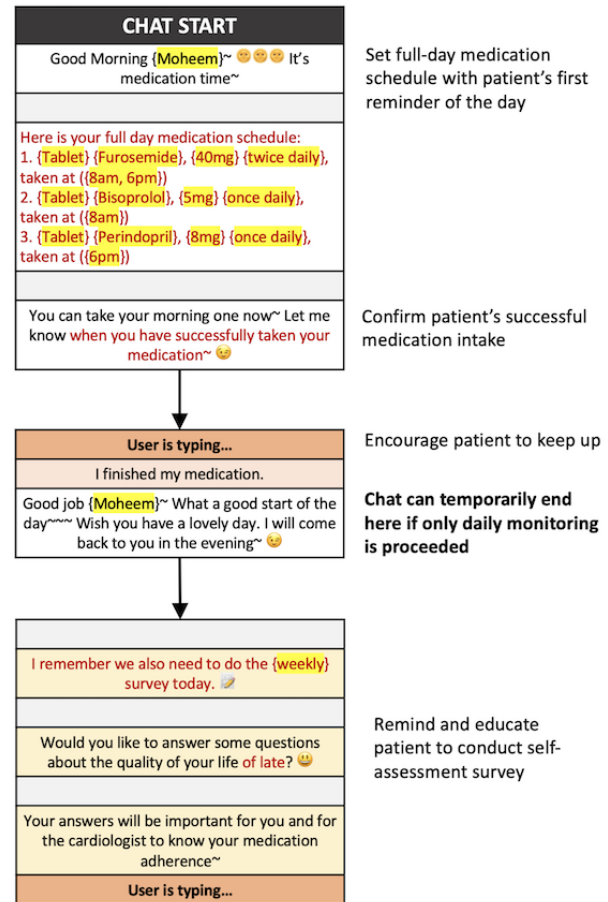 CHAT START
Good Morning {Moheem}~ 😁😁😁 It's
medication time~
Set full-day medication
schedule with patient's first
reminder of the day
Here is your full day medication schedule:
1. {Tablet} {Furosemide}, {40mg} {twice daily},
taken at ({8am, 6pm})
2. {Tablet} {Bisoprolol}, {5mg} {once daily},
taken at ({8am})
3. {Tablet} {Perindopril}, {8mg} {once daily},
taken at ({6pm})
You can take your morning one now~ Let me
know when you have successfully taken your
medication~ 😉
Confirm patient's successful
medication intake
User is typing...
I finished my medication.
Good job {Moheem}~ What a good start of the
day~~~ Wish you have a lovely day. I will come
back to you in the evening~ 😉
Encourage patient to keep up
Chat can temporarily end
here if only daily monitoring
is proceeded
I remember we also need to do the {weekly}
survey today. 📝
Would you like to answer some questions
about the quality of your life of late? 😃
Your answers will be important for you and for
the cardiologist to know your medication
adherence~
User is typing...
Remind and educate
patient to conduct self-
assessment survey